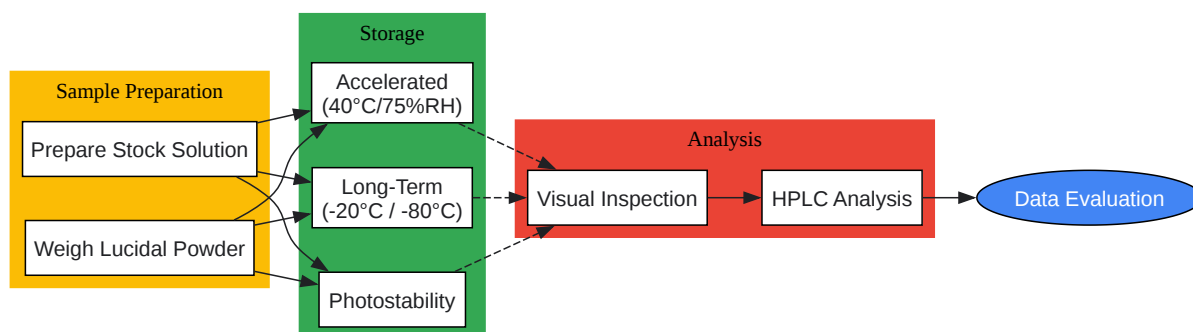 Sample Preparation
Prepare Stock Solution
Weigh Lucidal Powder
Storage
Accelerated
(40°C/75%RH)
Long-Term
(-20°C / -80°C)
Photostability
Analysis
Visual Inspection
HPLC Analysis
Data Evaluation